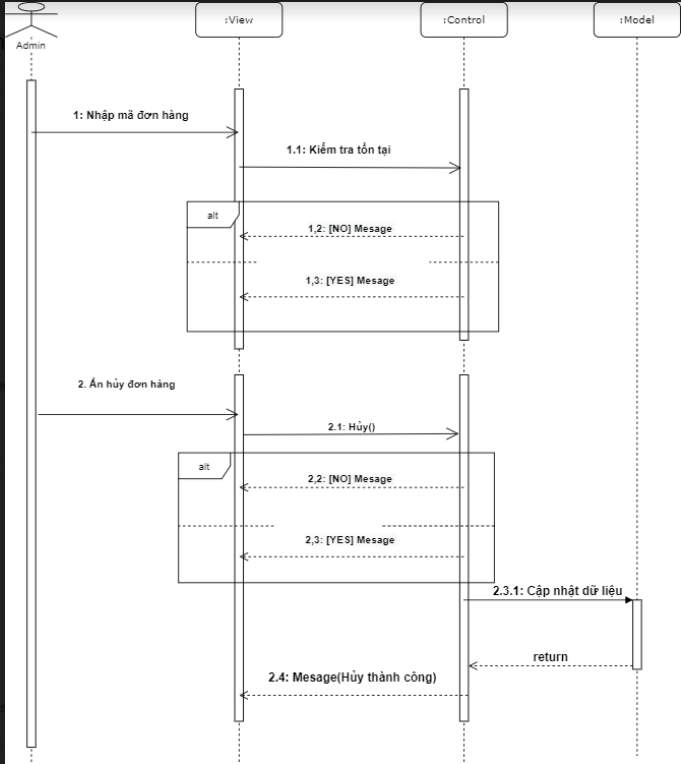 :View
:Control
:Model
Admin
1: Nhập mã đơn hàng
1.1: Kiểm tra tồn tại
alt
1,2: [NO] Mesage
1,3: [YES] Mesage
2. Ấn hủy đơn hàng
2.1: Hủy()
alt
2,2: [NO] Mesage
2,3: [YES] Mesage
2.3.1: Cập nhật dữ liệu
return
2.4: Mesage(Hủy thành công)